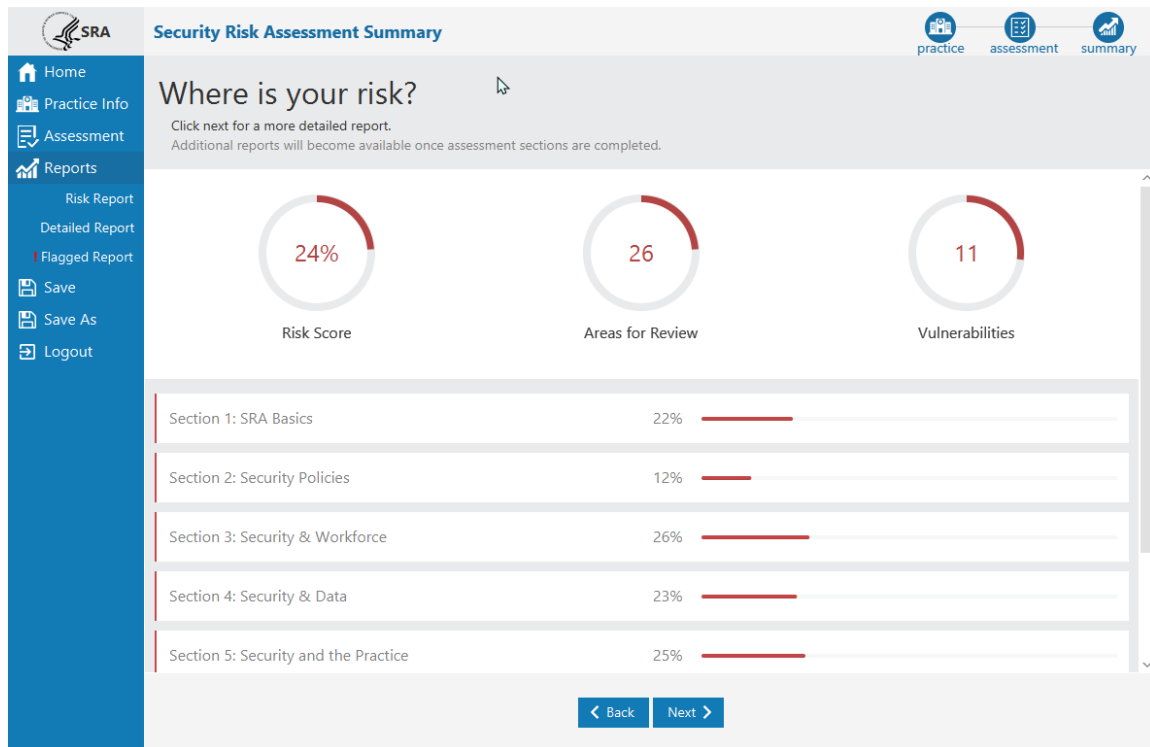 SRA
Security Risk Assessment Summary
practice
assessment
summary
Home
Practice Info
Assessment
Reports
Risk Report
Detailed Report
! Flagged Report
Save
Save As
Logout
Where is your risk?
Click next for a more detailed report.
Additional reports will become available once assessment sections are completed.
24%
26
11
Risk Score
Areas for Review
Vulnerabilities
Section 1: SRA Basics 22%
Section 2: Security Policies 12%
Section 3: Security & Workforce 26%
Section 4: Security & Data 23%
Section 5: Security and the Practice 25%
Back
Next